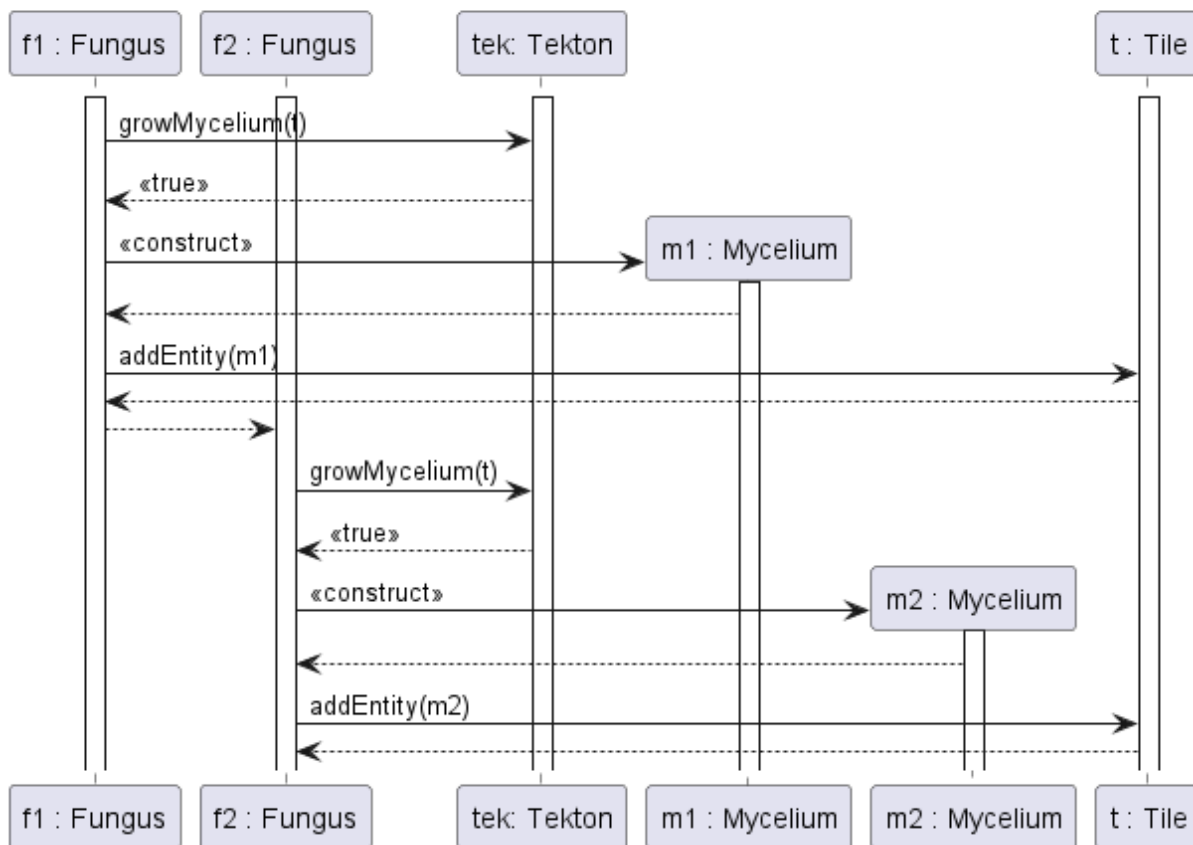 f1 : Fungus
f2 : Fungus
tek: Tekton
t : Tile
growMycelium(t)
«true»
«construct»
m1 : Mycelium
addEntity(m1)
growMycelium(t)
«true»
«construct»
m2 : Mycelium
addEntity(m2)
f1 : Fungus
f2 : Fungus
tek: Tekton
m1 : Mycelium
m2 : Mycelium
t : Tile